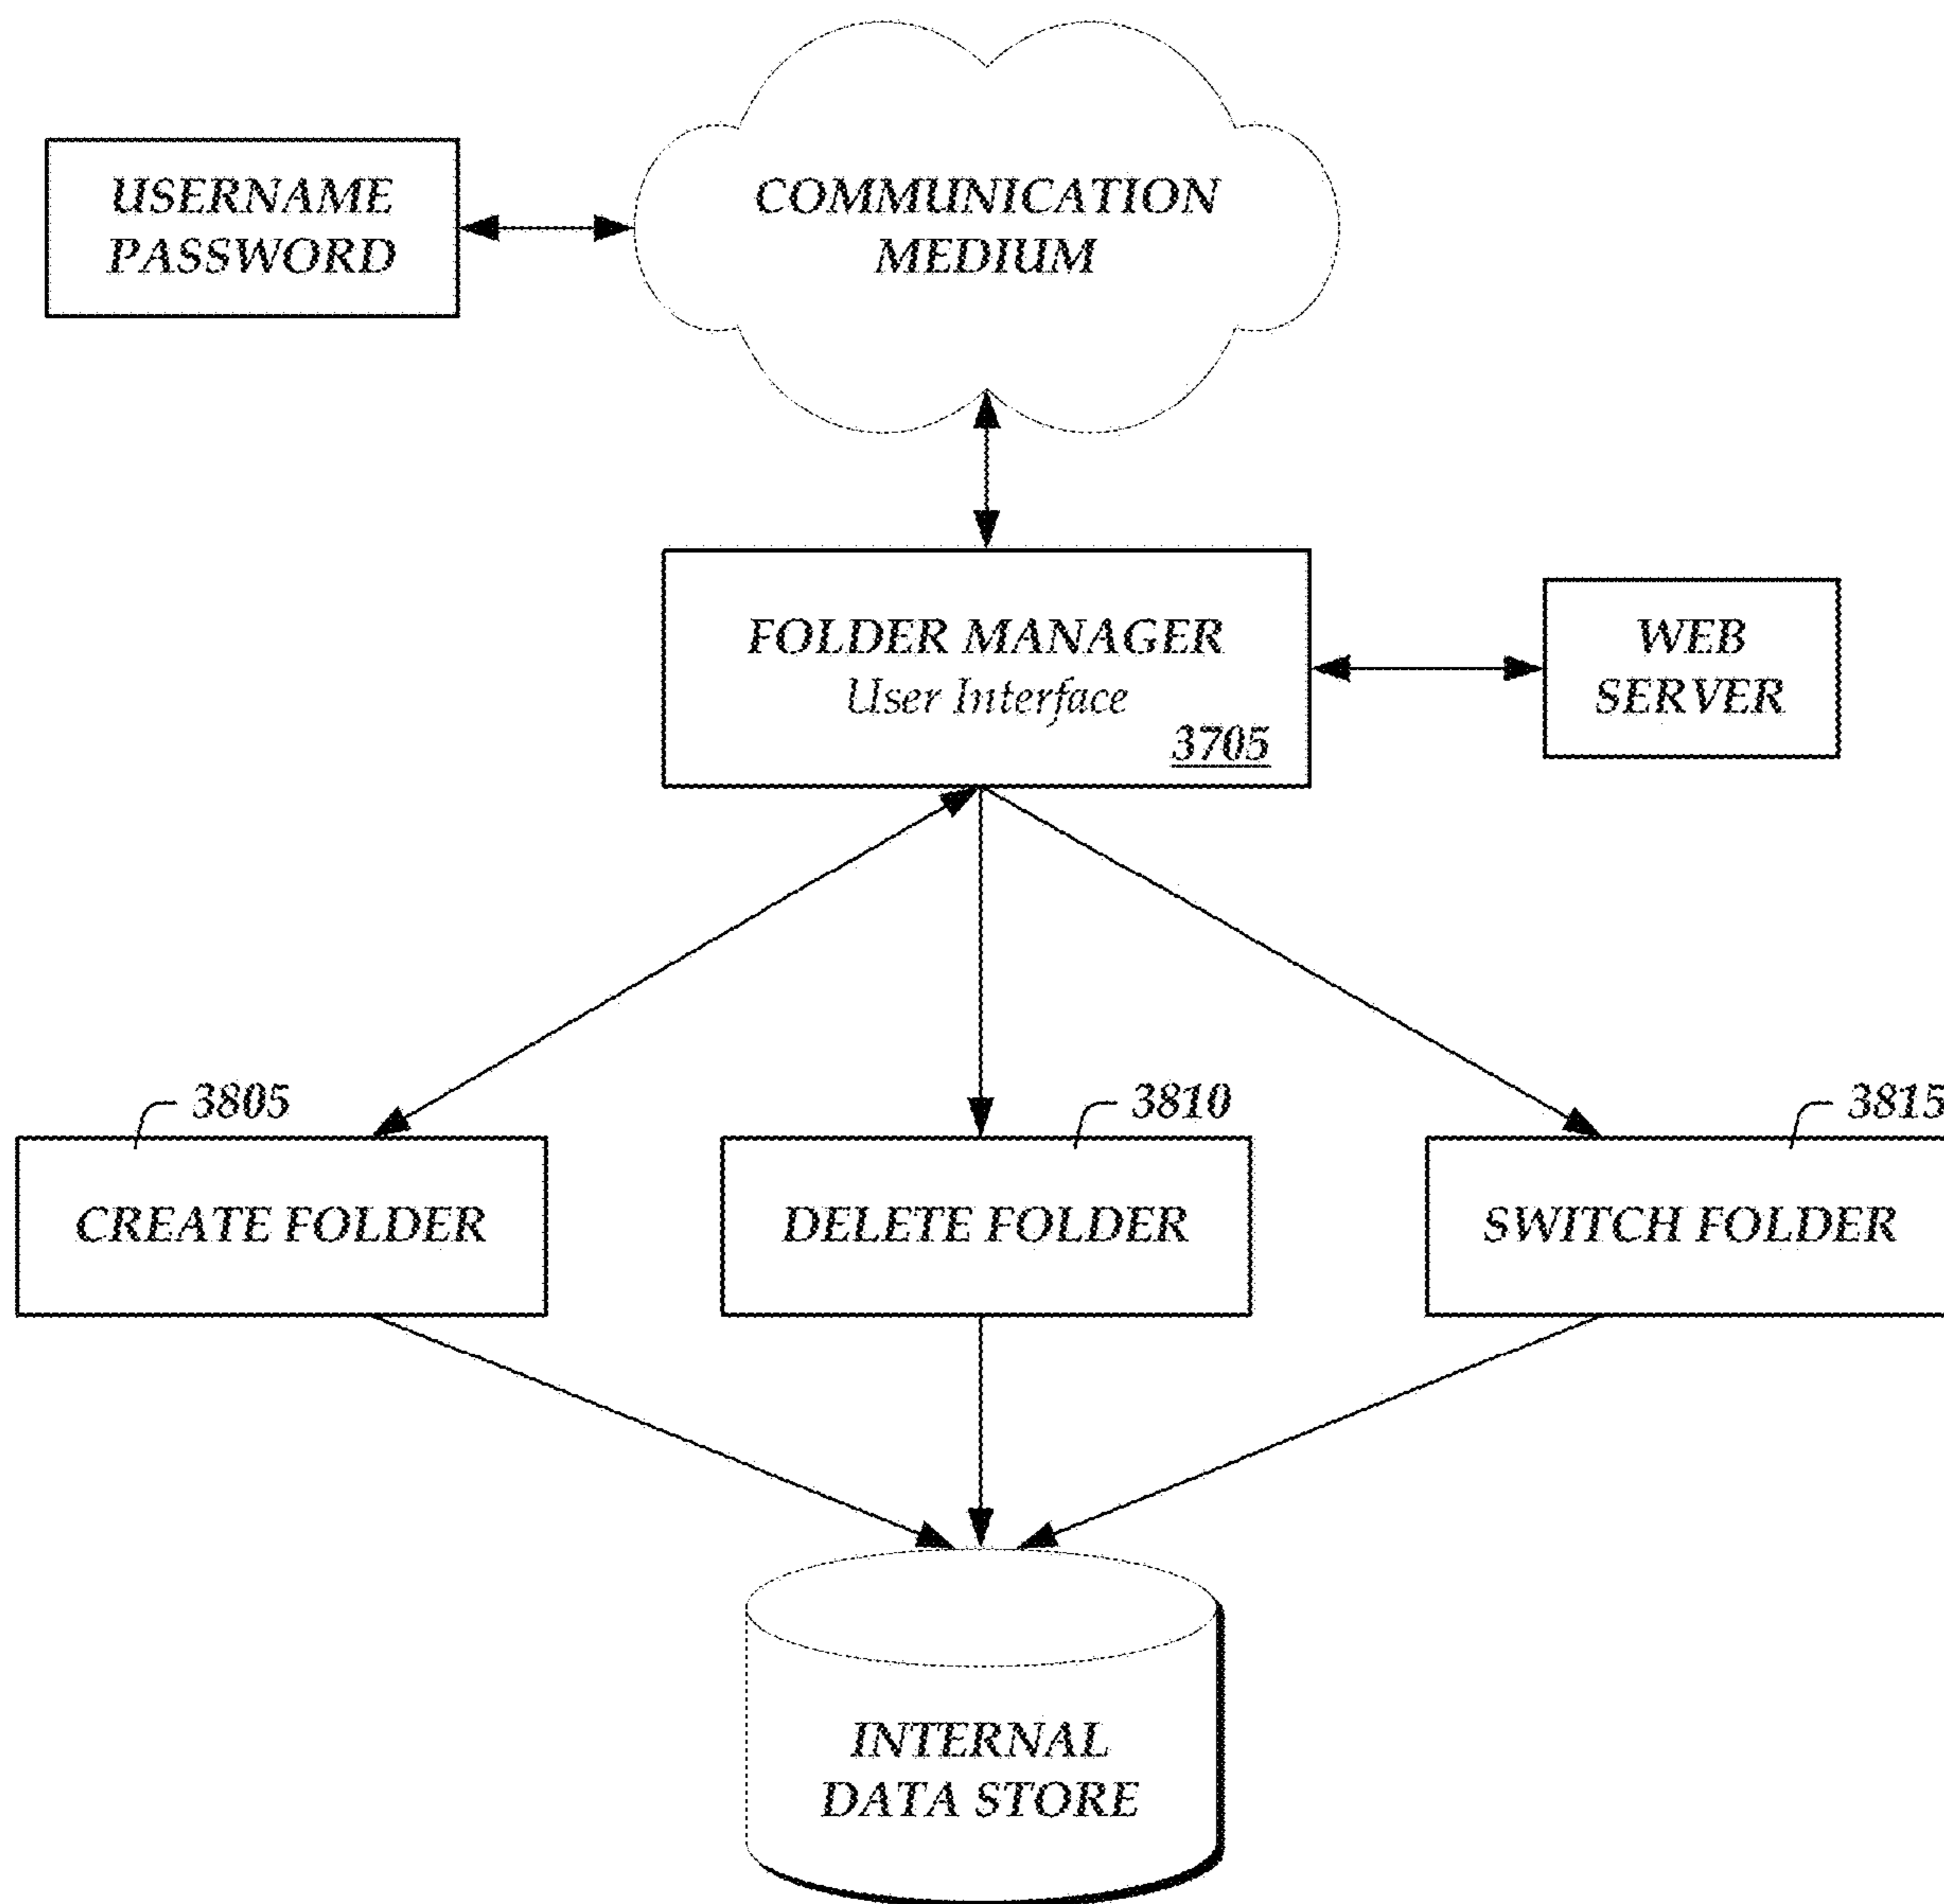 USERNAME
PASSWORD
COMMUNICATION
MEDIUM
FOLDER MANAGER
User Interface
3705
WEB
SERVER
3805
3810
3815
CREATE FOLDER
DELETE FOLDER
SWITCH FOLDER
INTERNAL
DATA STORE